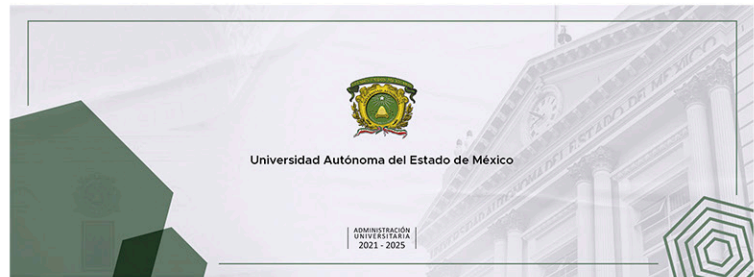 Universidad Autónoma del Estado de México
ADMINISTRACIÓN
UNIVERSITARIA
2021 - 2025